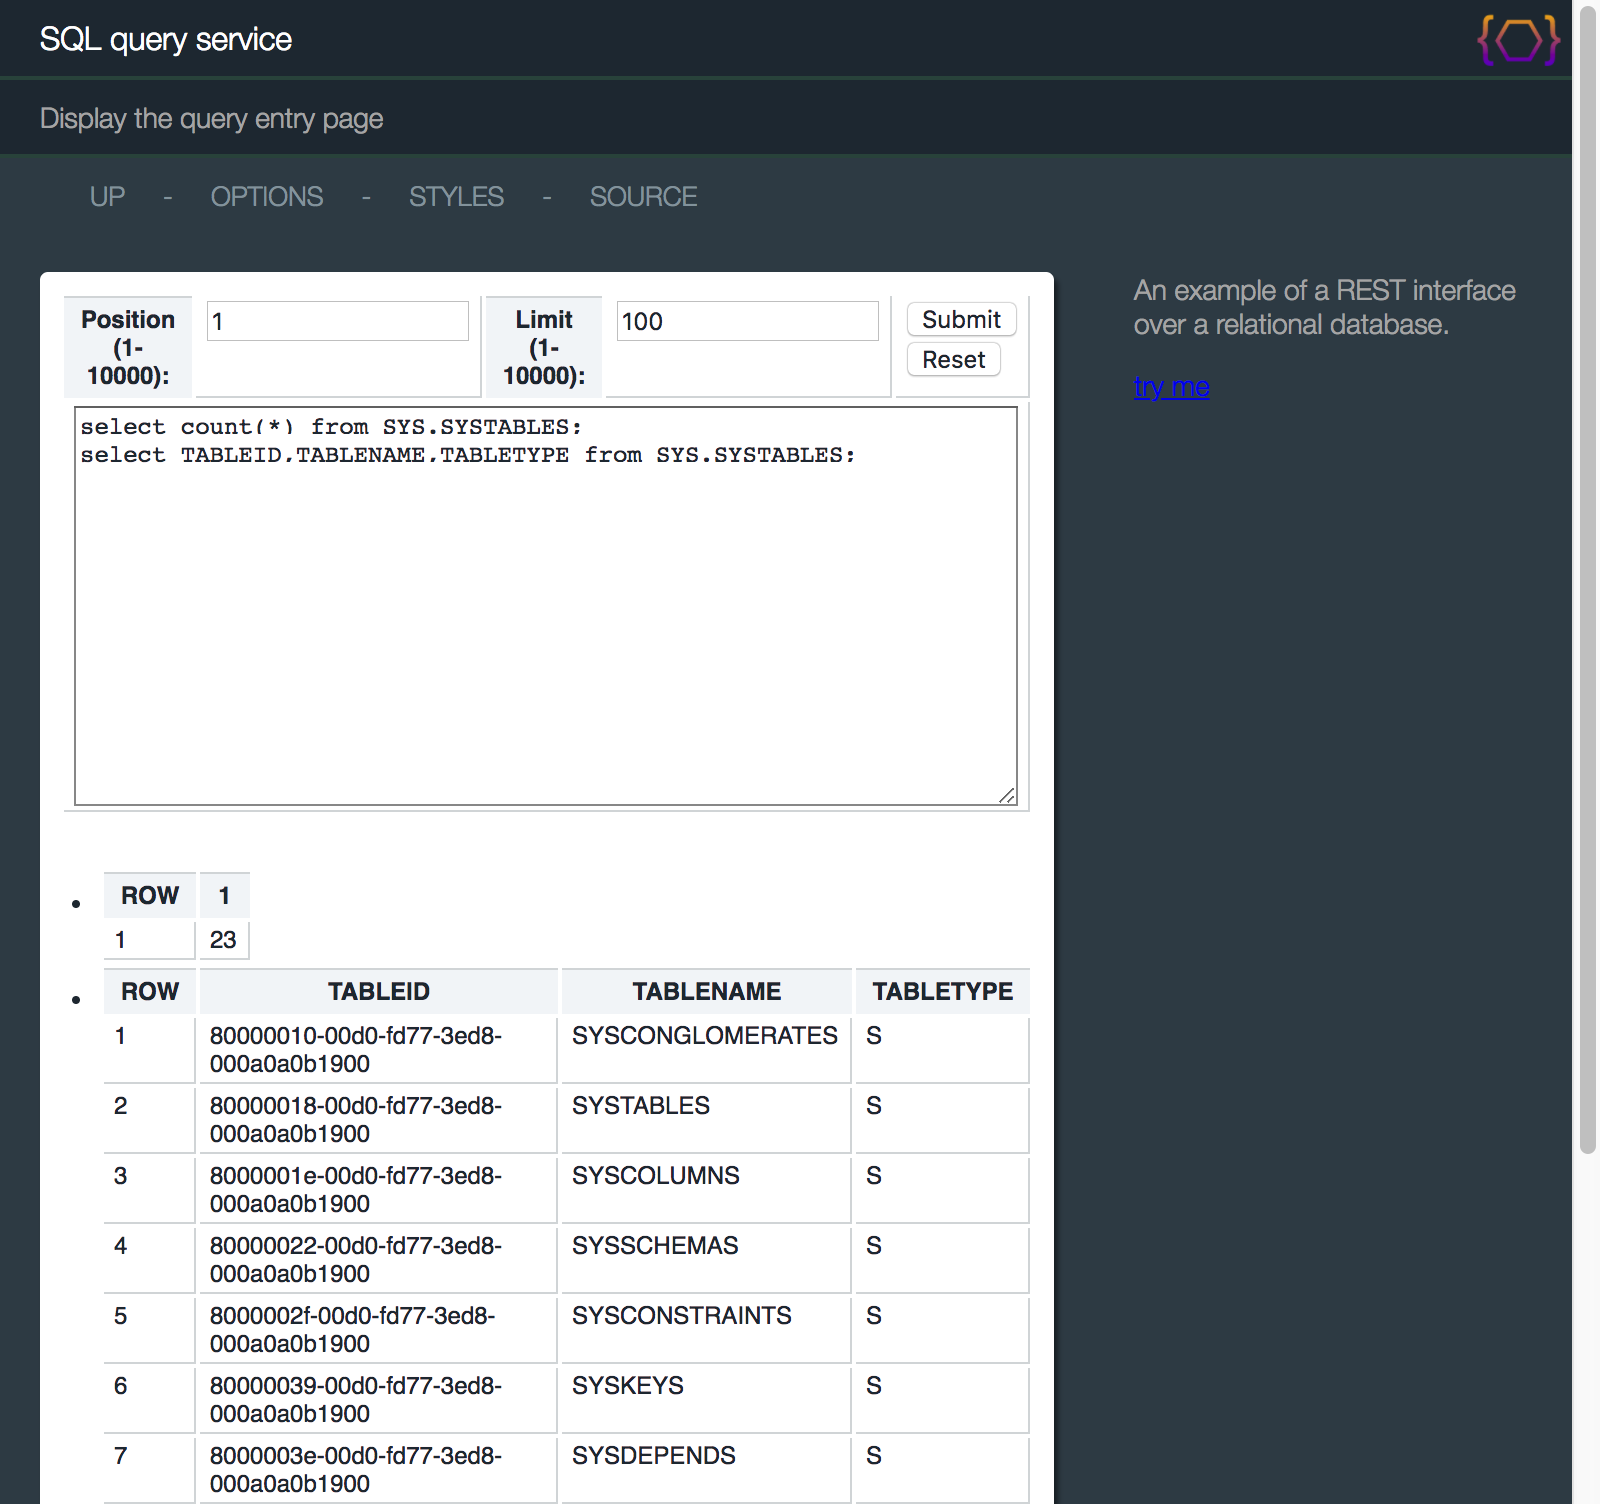 SQL query service
Display the query entry page
UP - OPTIONS - STYLES - SOURCE
An example of a REST interface
over a relational database.
try me
Position (1-10000): 1 Limit (1-10000): 100 Submit
Reset
select count(*) from SYS.SYSTABLES;
select TABLEID,TABLENAME,TABLETYPE from SYS.SYSTABLES;
ROW 1
1 23
ROW TABLEID TABLENAME TABLETYPE
1 80000010-00d0-fd77-3ed8-000a0a0b1900 SYSCONGLOMERATES S
2 80000018-00d0-fd77-3ed8-000a0a0b1900 SYSTABLES S
3 8000001e-00d0-fd77-3ed8-000a0a0b1900 SYSCOLUMNS S
4 80000022-00d0-fd77-3ed8-000a0a0b1900 SYSSCHEMAS S
5 8000002f-00d0-fd77-3ed8-000a0a0b1900 SYSCONSTRAINTS S
6 80000039-00d0-fd77-3ed8-000a0a0b1900 SYSKEYS S
7 8000003e-00d0-fd77-3ed8-000a0a0b1900 SYSDEPENDS S